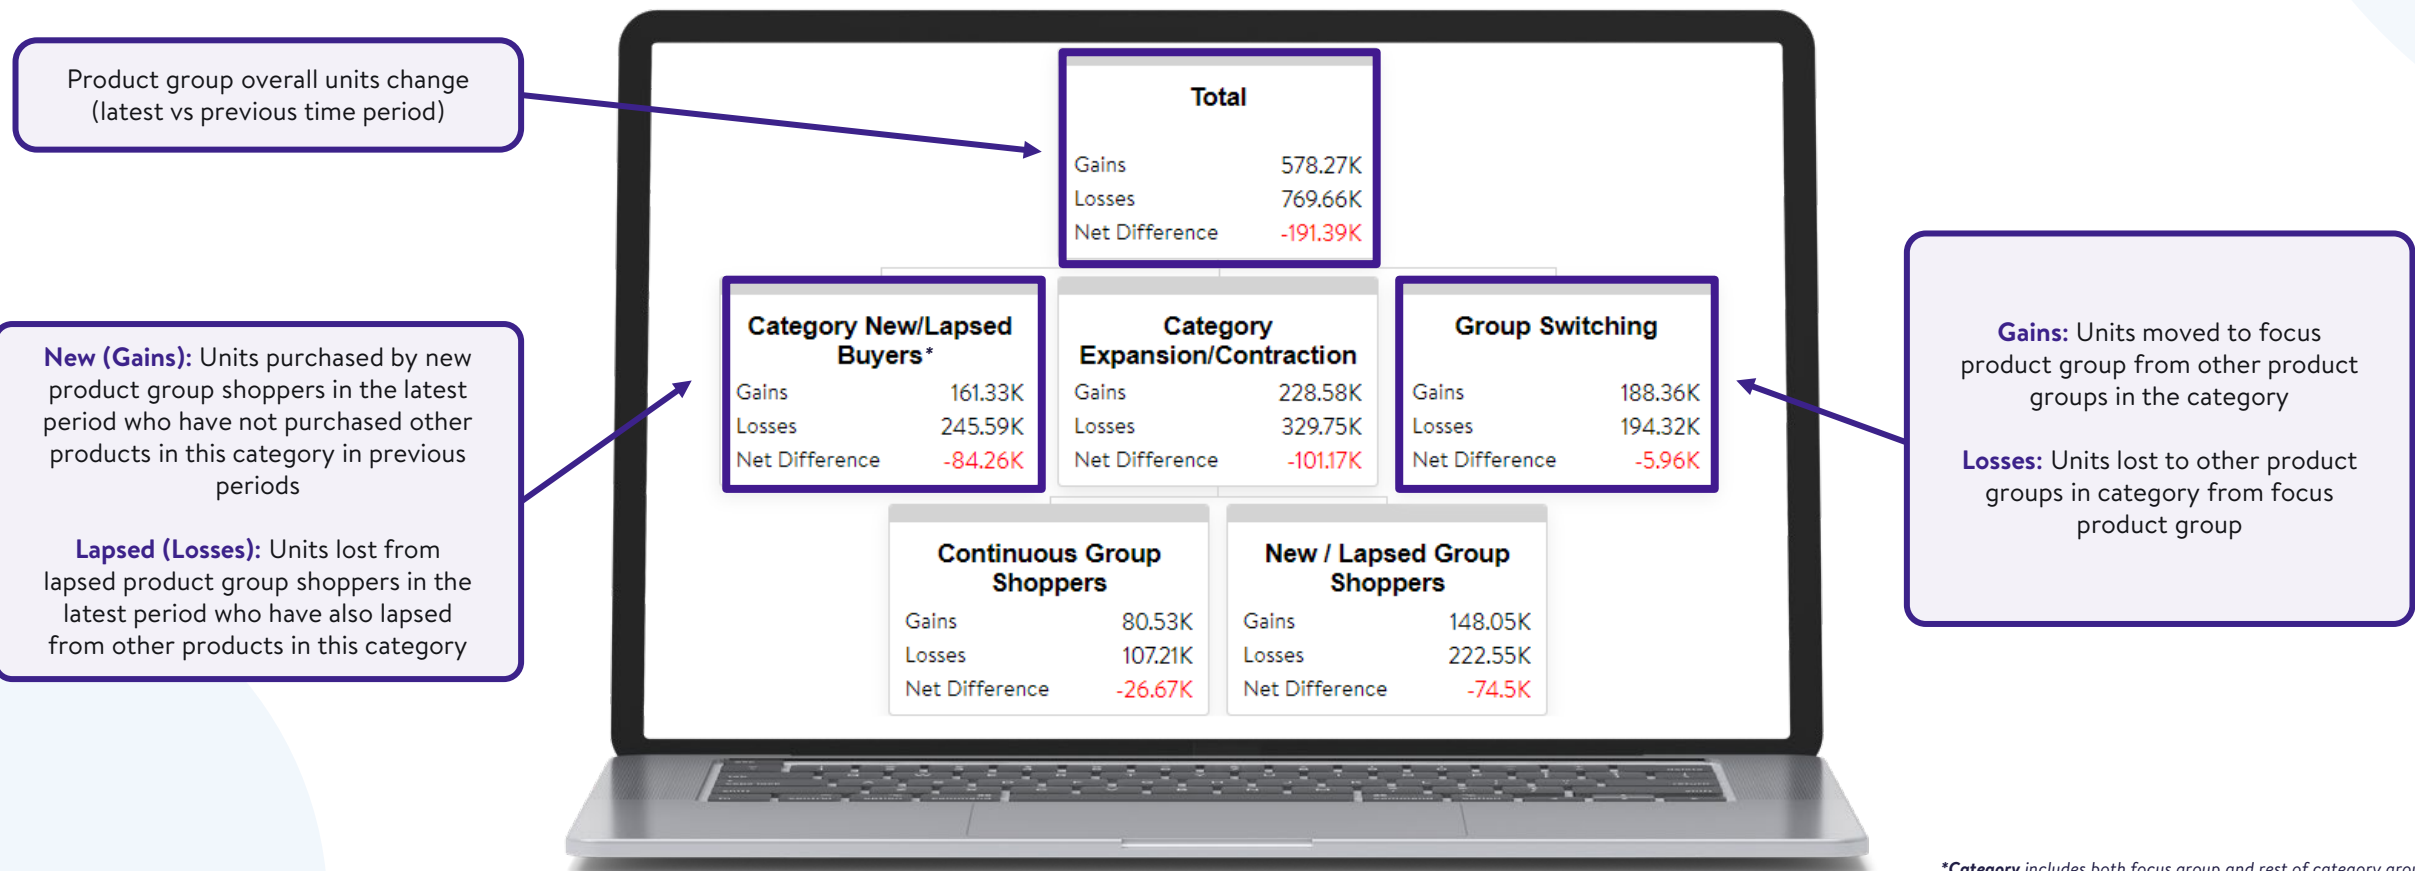 Product group overall units change
(latest vs previous time period)
New (Gains): Units purchased by new
product group shoppers in the latest
period who have not purchased other
products in this category in previous
periods
Lapsed (Losses): Units lost from
lapsed product group shoppers in the
latest period who have also lapsed
from other products in this category
Total
Gains 578.27K
Losses 769.66K
Net Difference -191.39K
Category New/Lapsed
Buyers*
Gains 161.33K
Losses 245.59K
Net Difference -84.26K
Category
Expansion/Contraction
Gains 228.58K
Losses 329.75K
Net Difference -101.17K
Group Switching
Gains 188.36K
Losses 194.32K
Net Difference -5.96K
Continuous Group
Shoppers
Gains 80.53K
Losses 107.21K
Net Difference -26.67K
New / Lapsed Group
Shoppers
Gains 148.05K
Losses 222.55K
Net Difference -74.5K
Gains: Units moved to focus
product group from other product
groups in the category
Losses: Units lost to other product
groups in category from focus
product group
*Category includes both focus group and rest of category